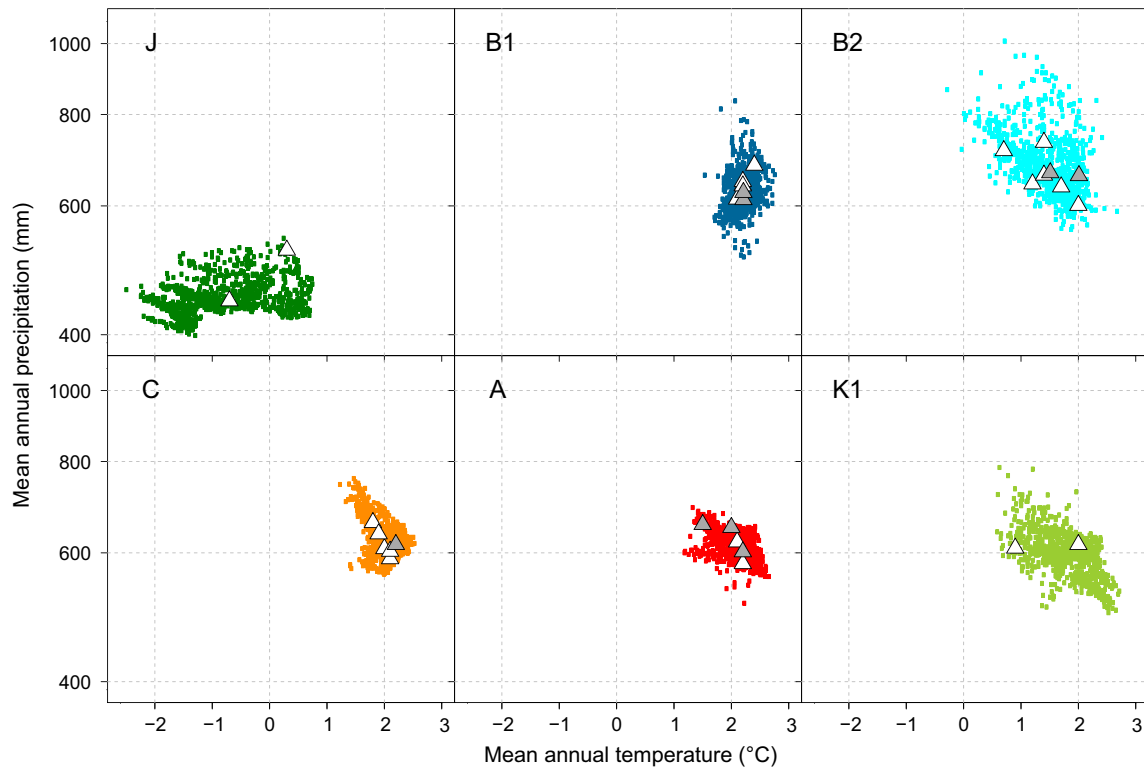 J
B1
B2
1000
800
600
400
Mean annual precipitation (mm)
C
A
K1
1000
800
600
400
−2 −1 0 1 2 3 −2 −1 0 1 2 3 −2 −1 0 1 2 3
Mean annual temperature (°C)